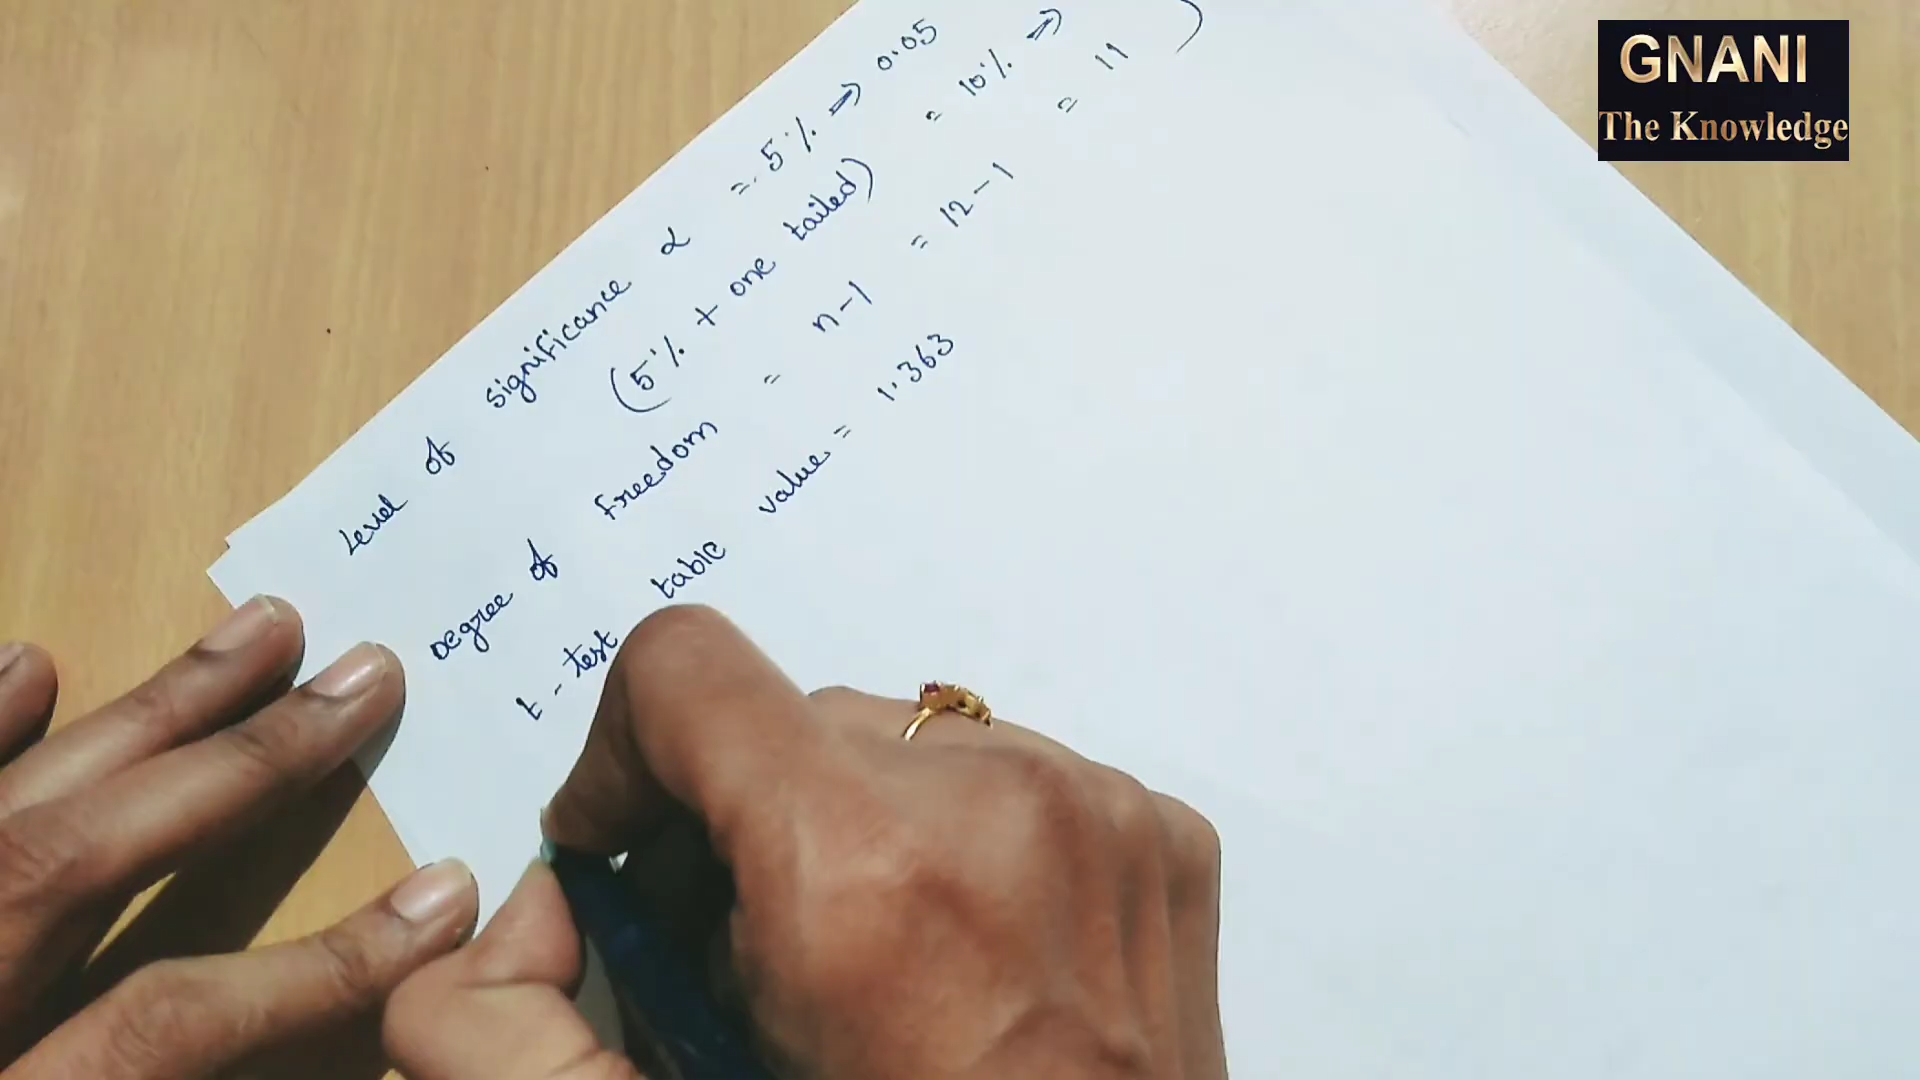 GNANI
The Knowledge
Level of significance α = 5% → 0.05
(5% + one tailed) = 10% → )
Degree of freedom = n-1 = 12-1 = 11
t-test table value = 1.363